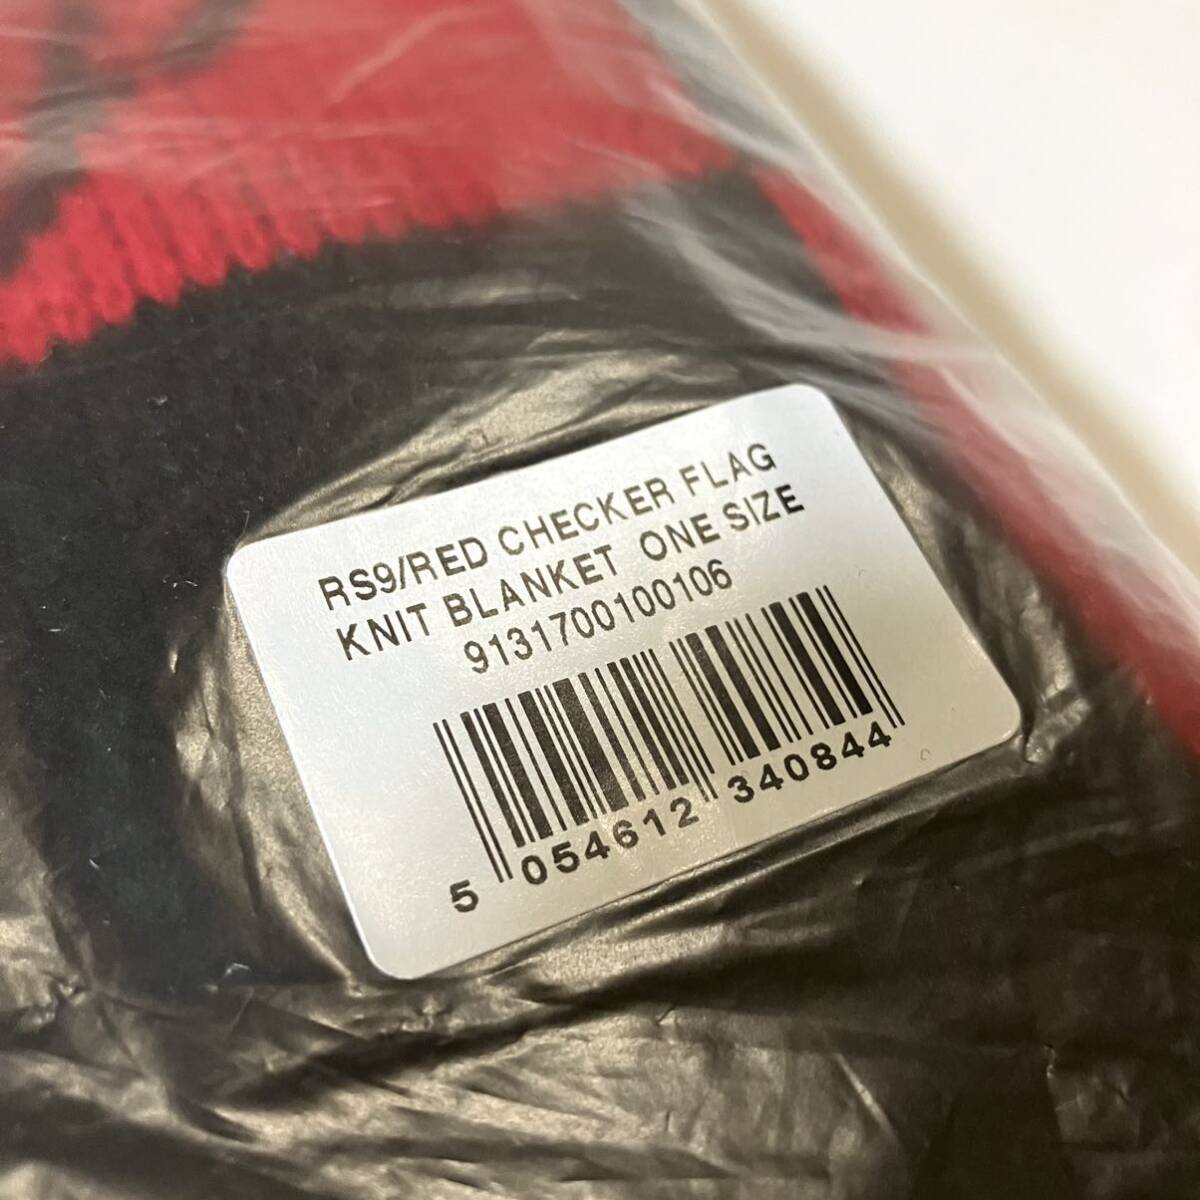 RS9/RED CHECKER FLAG
KNIT BLANKET ONE SIZE
9131700100106
5 054612 340844